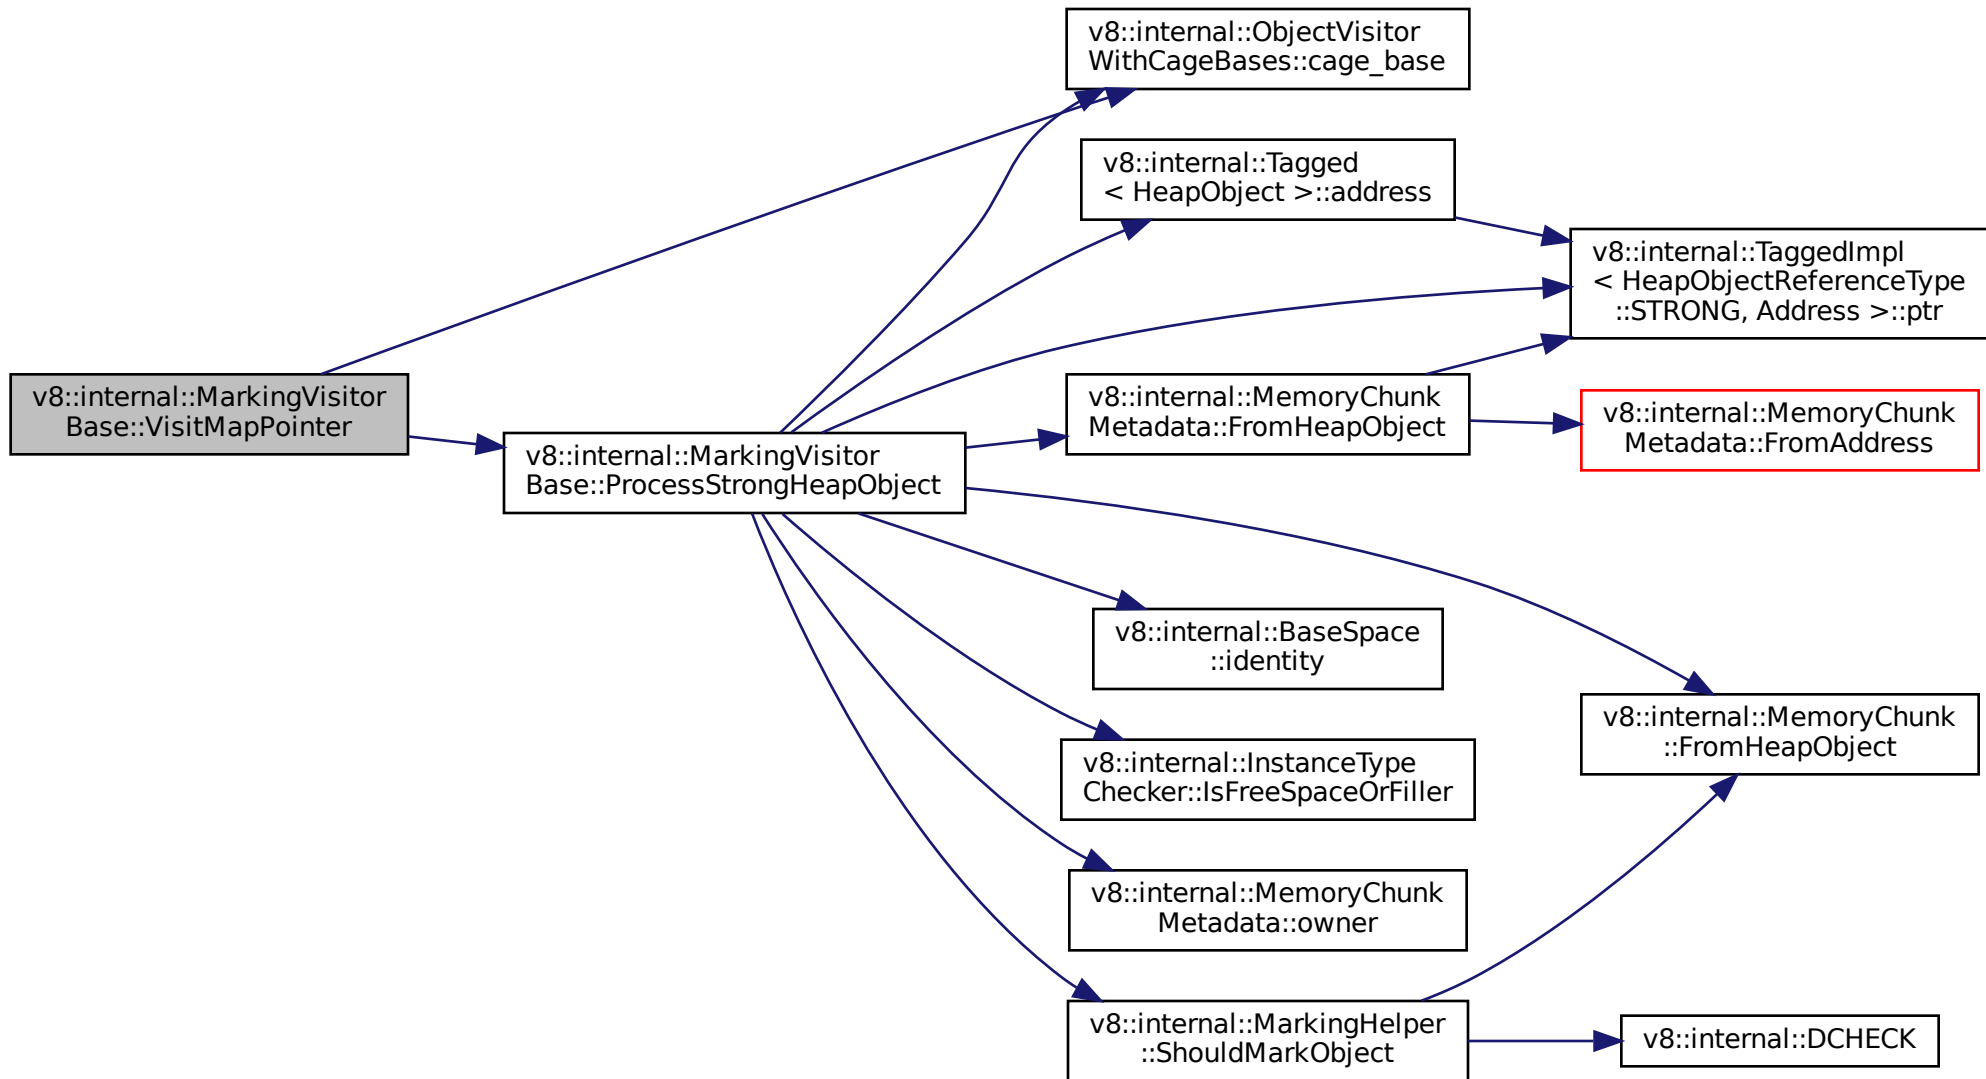 v8::internal::ObjectVisitor
WithCageBases::cage_base
v8::internal::Tagged
< HeapObject >::address
v8::internal::TaggedImpl
< HeapObjectReferenceType
::STRONG, Address >::ptr
v8::internal::MarkingVisitor
Base::VisitMapPointer
v8::internal::MemoryChunk
Metadata::FromHeapObject
v8::internal::MemoryChunk
Metadata::FromAddress
v8::internal::MarkingVisitor
Base::ProcessStrongHeapObject
v8::internal::BaseSpace
::identity
v8::internal::MemoryChunk
::FromHeapObject
v8::internal::InstanceType
Checker::IsFreeSpaceOrFiller
v8::internal::MemoryChunk
Metadata::owner
v8::internal::MarkingHelper
::ShouldMarkObject
v8::internal::DCHECK